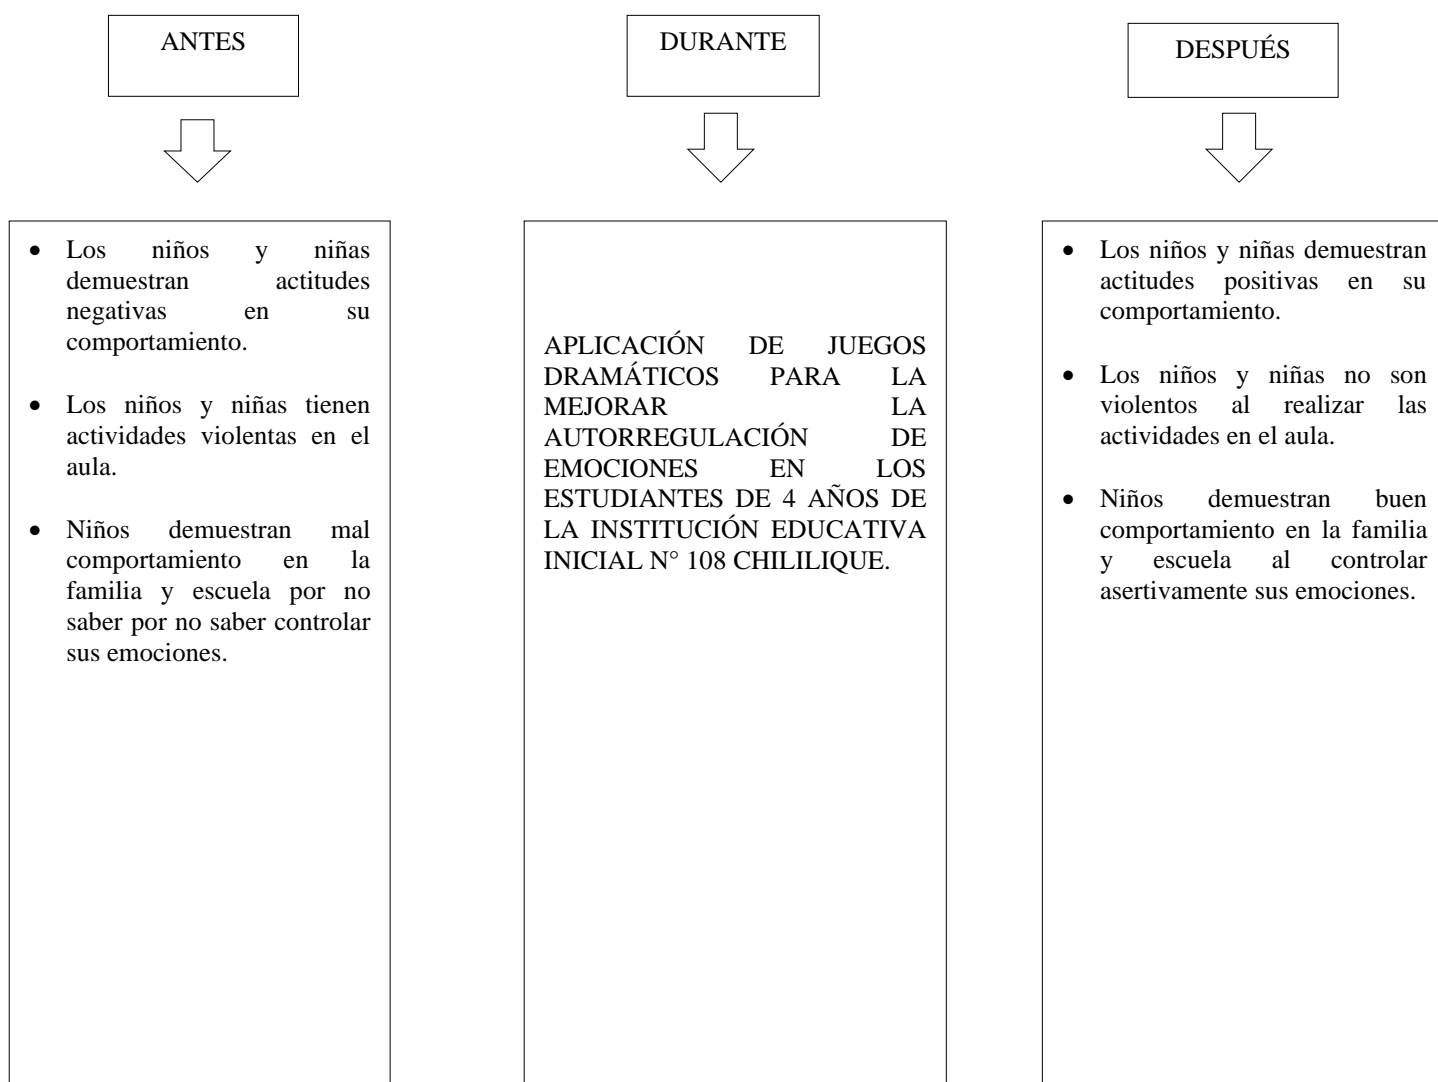 ANTES
• Los niños y niñas
demuestran actitudes
negativas en su
comportamiento.
• Los niños y niñas tienen
actividades violentas en el
aula.
• Niños demuestran mal
comportamiento en la
familia y escuela por no
saber por no saber controlar
sus emociones.
DURANTE
APLICACIÓN DE JUEGOS
DRAMÁTICOS PARA LA
MEJORAR LA
AUTORREGULACIÓN DE
EMOCIONES EN LOS
ESTUDIANTES DE 4 AÑOS DE
LA INSTITUCIÓN EDUCATIVA
INICIAL N° 108 CHILILIQUE.
DESPUÉS
• Los niños y niñas demuestran
actitudes positivas en su
comportamiento.
• Los niños y niñas no son
violentos al realizar las
actividades en el aula.
• Niños demuestran buen
comportamiento en la familia
y escuela al controlar
asertivamente sus emociones.